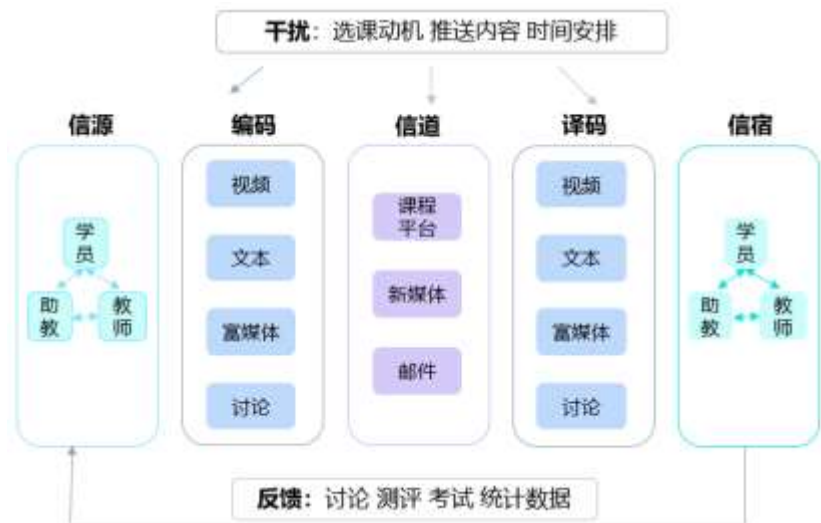 干扰：选课动机 推送内容 时间安排
信源
编码
信道
译码
信宿
学
员
助
教
教
师
视频
文本
富媒体
讨论
课程
平台
新媒体
邮件
视频
文本
富媒体
讨论
学
员
助
教
教
师
反馈：讨论 测评 考试 统计数据